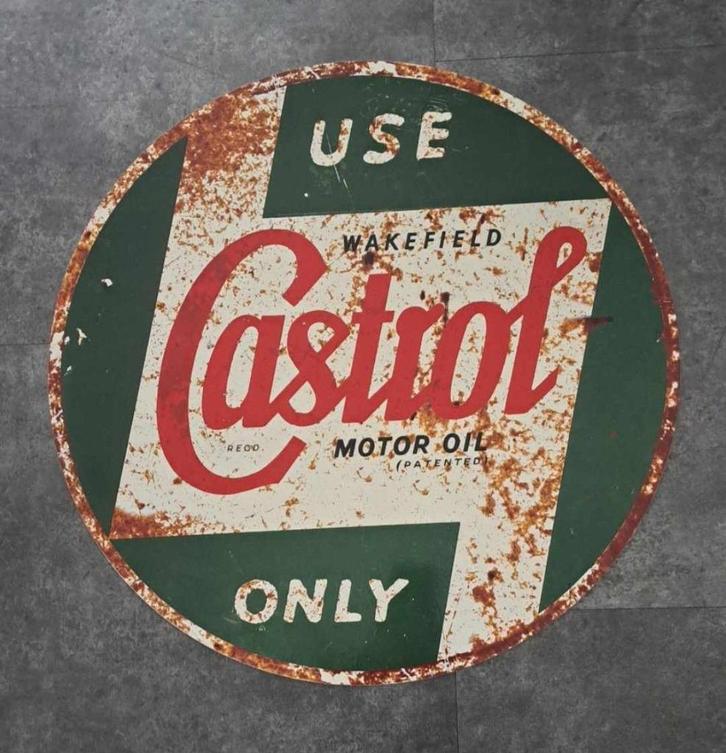 USE
WAKEFIELD
Castrol
REGD.
MOTOR OIL
(PATENTED)
ONLY